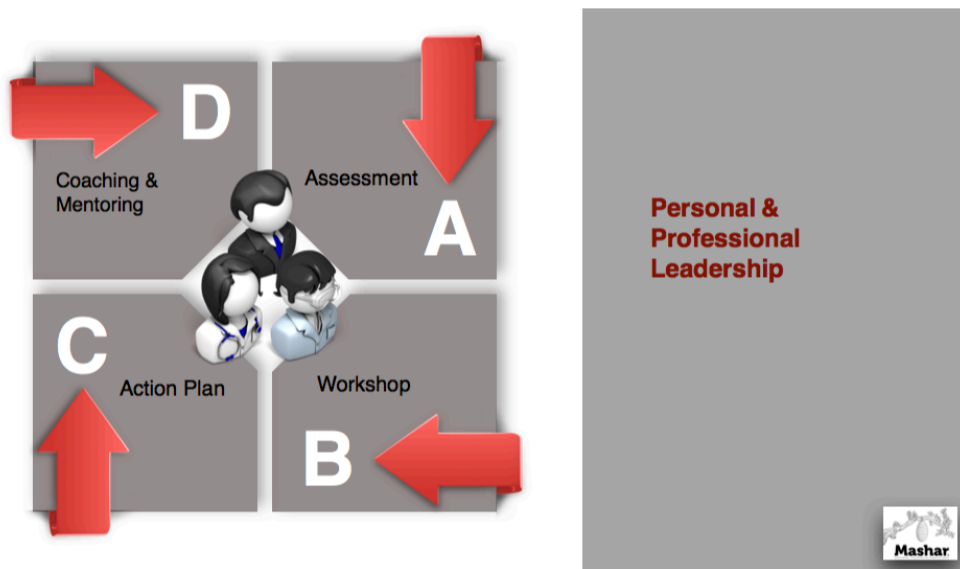 D
Coaching &
Mentoring
Assessment
A
C
Action Plan
Workshop
B
Personal &
Professional
Leadership
Mashar